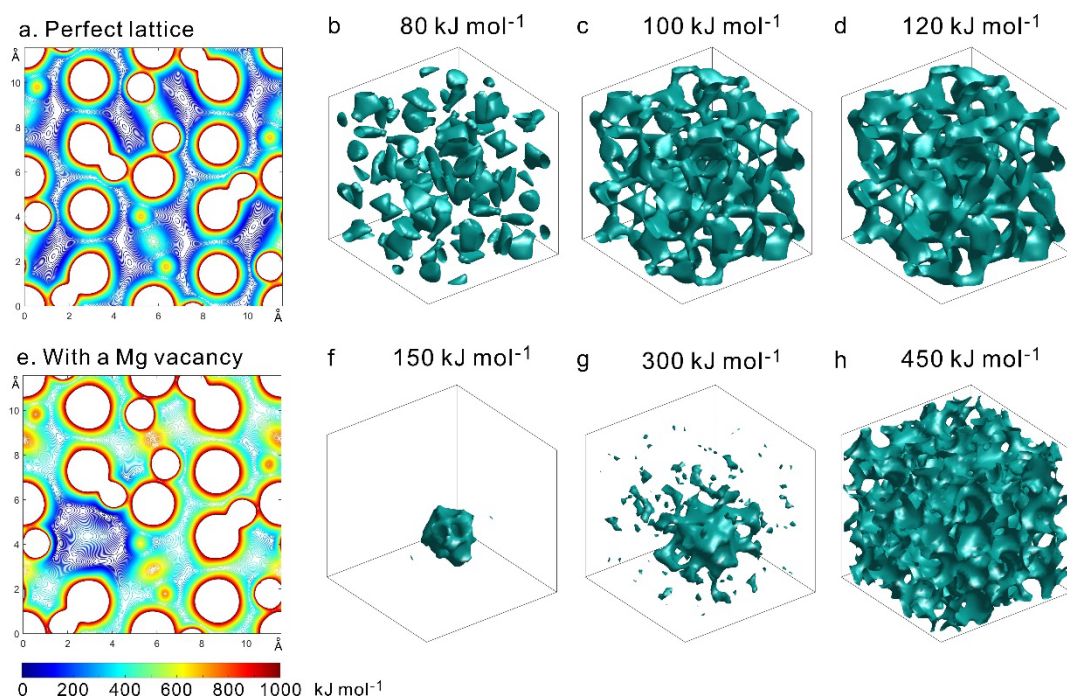 a. Perfect lattice
b 80 kJ mol⁻¹
c 100 kJ mol⁻¹
d 120 kJ mol⁻¹
Å
10
8
6
4
2
0
0 2 4 6 8 10 Å
e. With a Mg vacancy
f 150 kJ mol⁻¹
g 300 kJ mol⁻¹
h 450 kJ mol⁻¹
Å
10
8
6
4
2
0
0 2 4 6 8 10 Å
0 200 400 600 800 1000 kJ mol⁻¹